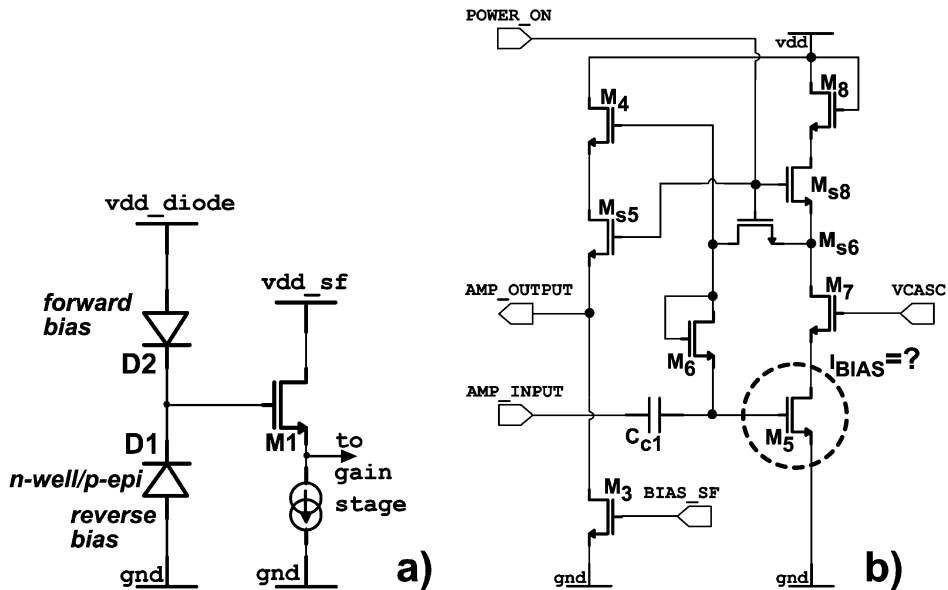 vdd_diode
vdd_sf
forward
bias
D2
D1
M1
n-well/p-epi
reverse
bias
to
gain
stage
gnd
gnd
a)
POWER_ON
vdd
M4
M8
Ms5
Ms8
Ms6
AMP_OUTPUT
M7
VCASC
M6
IBIAS=?
AMP_INPUT
Cc1
M5
M3
BIAS_SF
gnd
gnd
b)